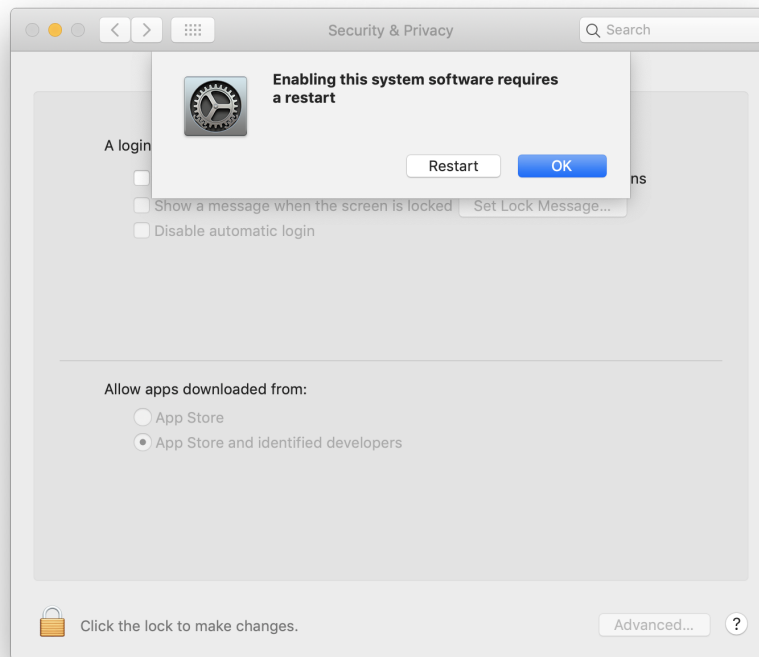 Security & Privacy
Search
Enabling this system software requires
a restart
Restart
OK
A login
ns
Show a message when the screen is locked
Set Lock Message...
Disable automatic login
Allow apps downloaded from:
App Store
App Store and identified developers
Click the lock to make changes.
Advanced...
?